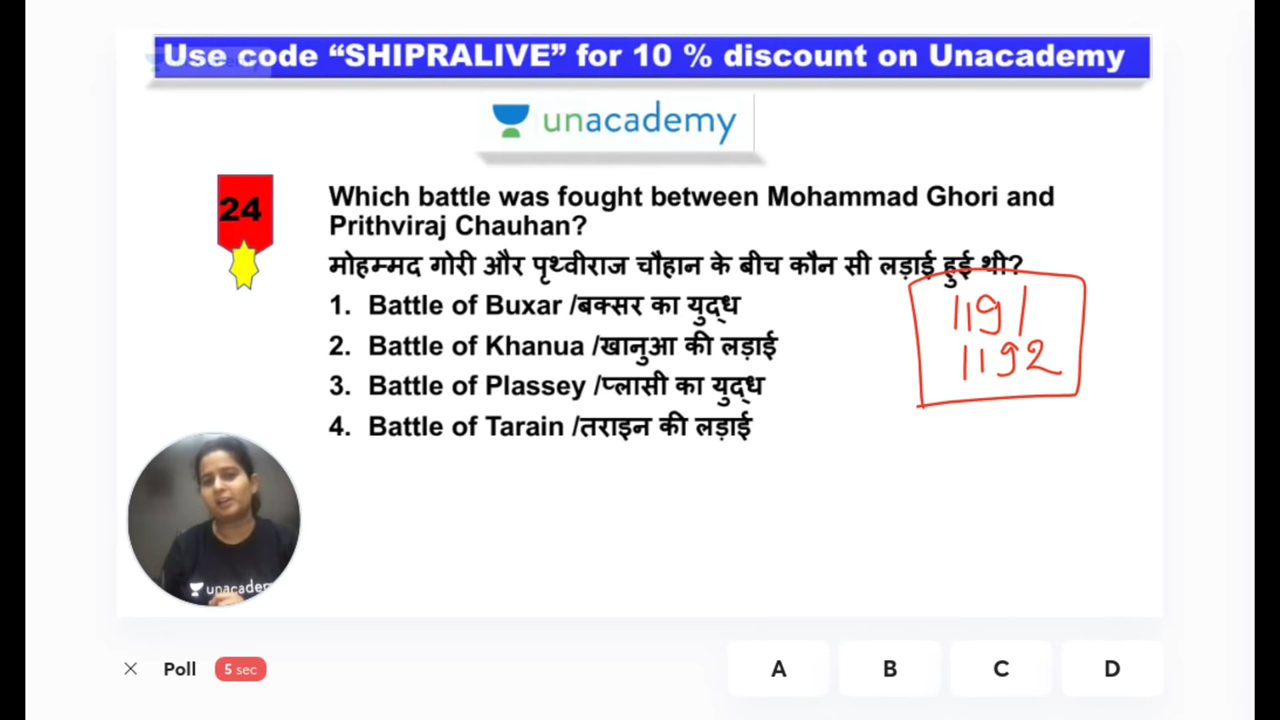 Use code “SHIPRALIVE” for 10 % discount on Unacademy
unacademy
24
Which battle was fought between Mohammad Ghori and
Prithviraj Chauhan?
मोहम्मद गोरी और पृथ्वीराज चौहान के बीच कौन सी लड़ाई हुई थी?
1. Battle of Buxar /बक्सर का युद्ध
2. Battle of Khanua /खानुआ की लड़ाई
3. Battle of Plassey /प्लासी का युद्ध
4. Battle of Tarain /तराइन की लड़ाई
1191
1192
unacademy
Poll
5 sec
A B C D